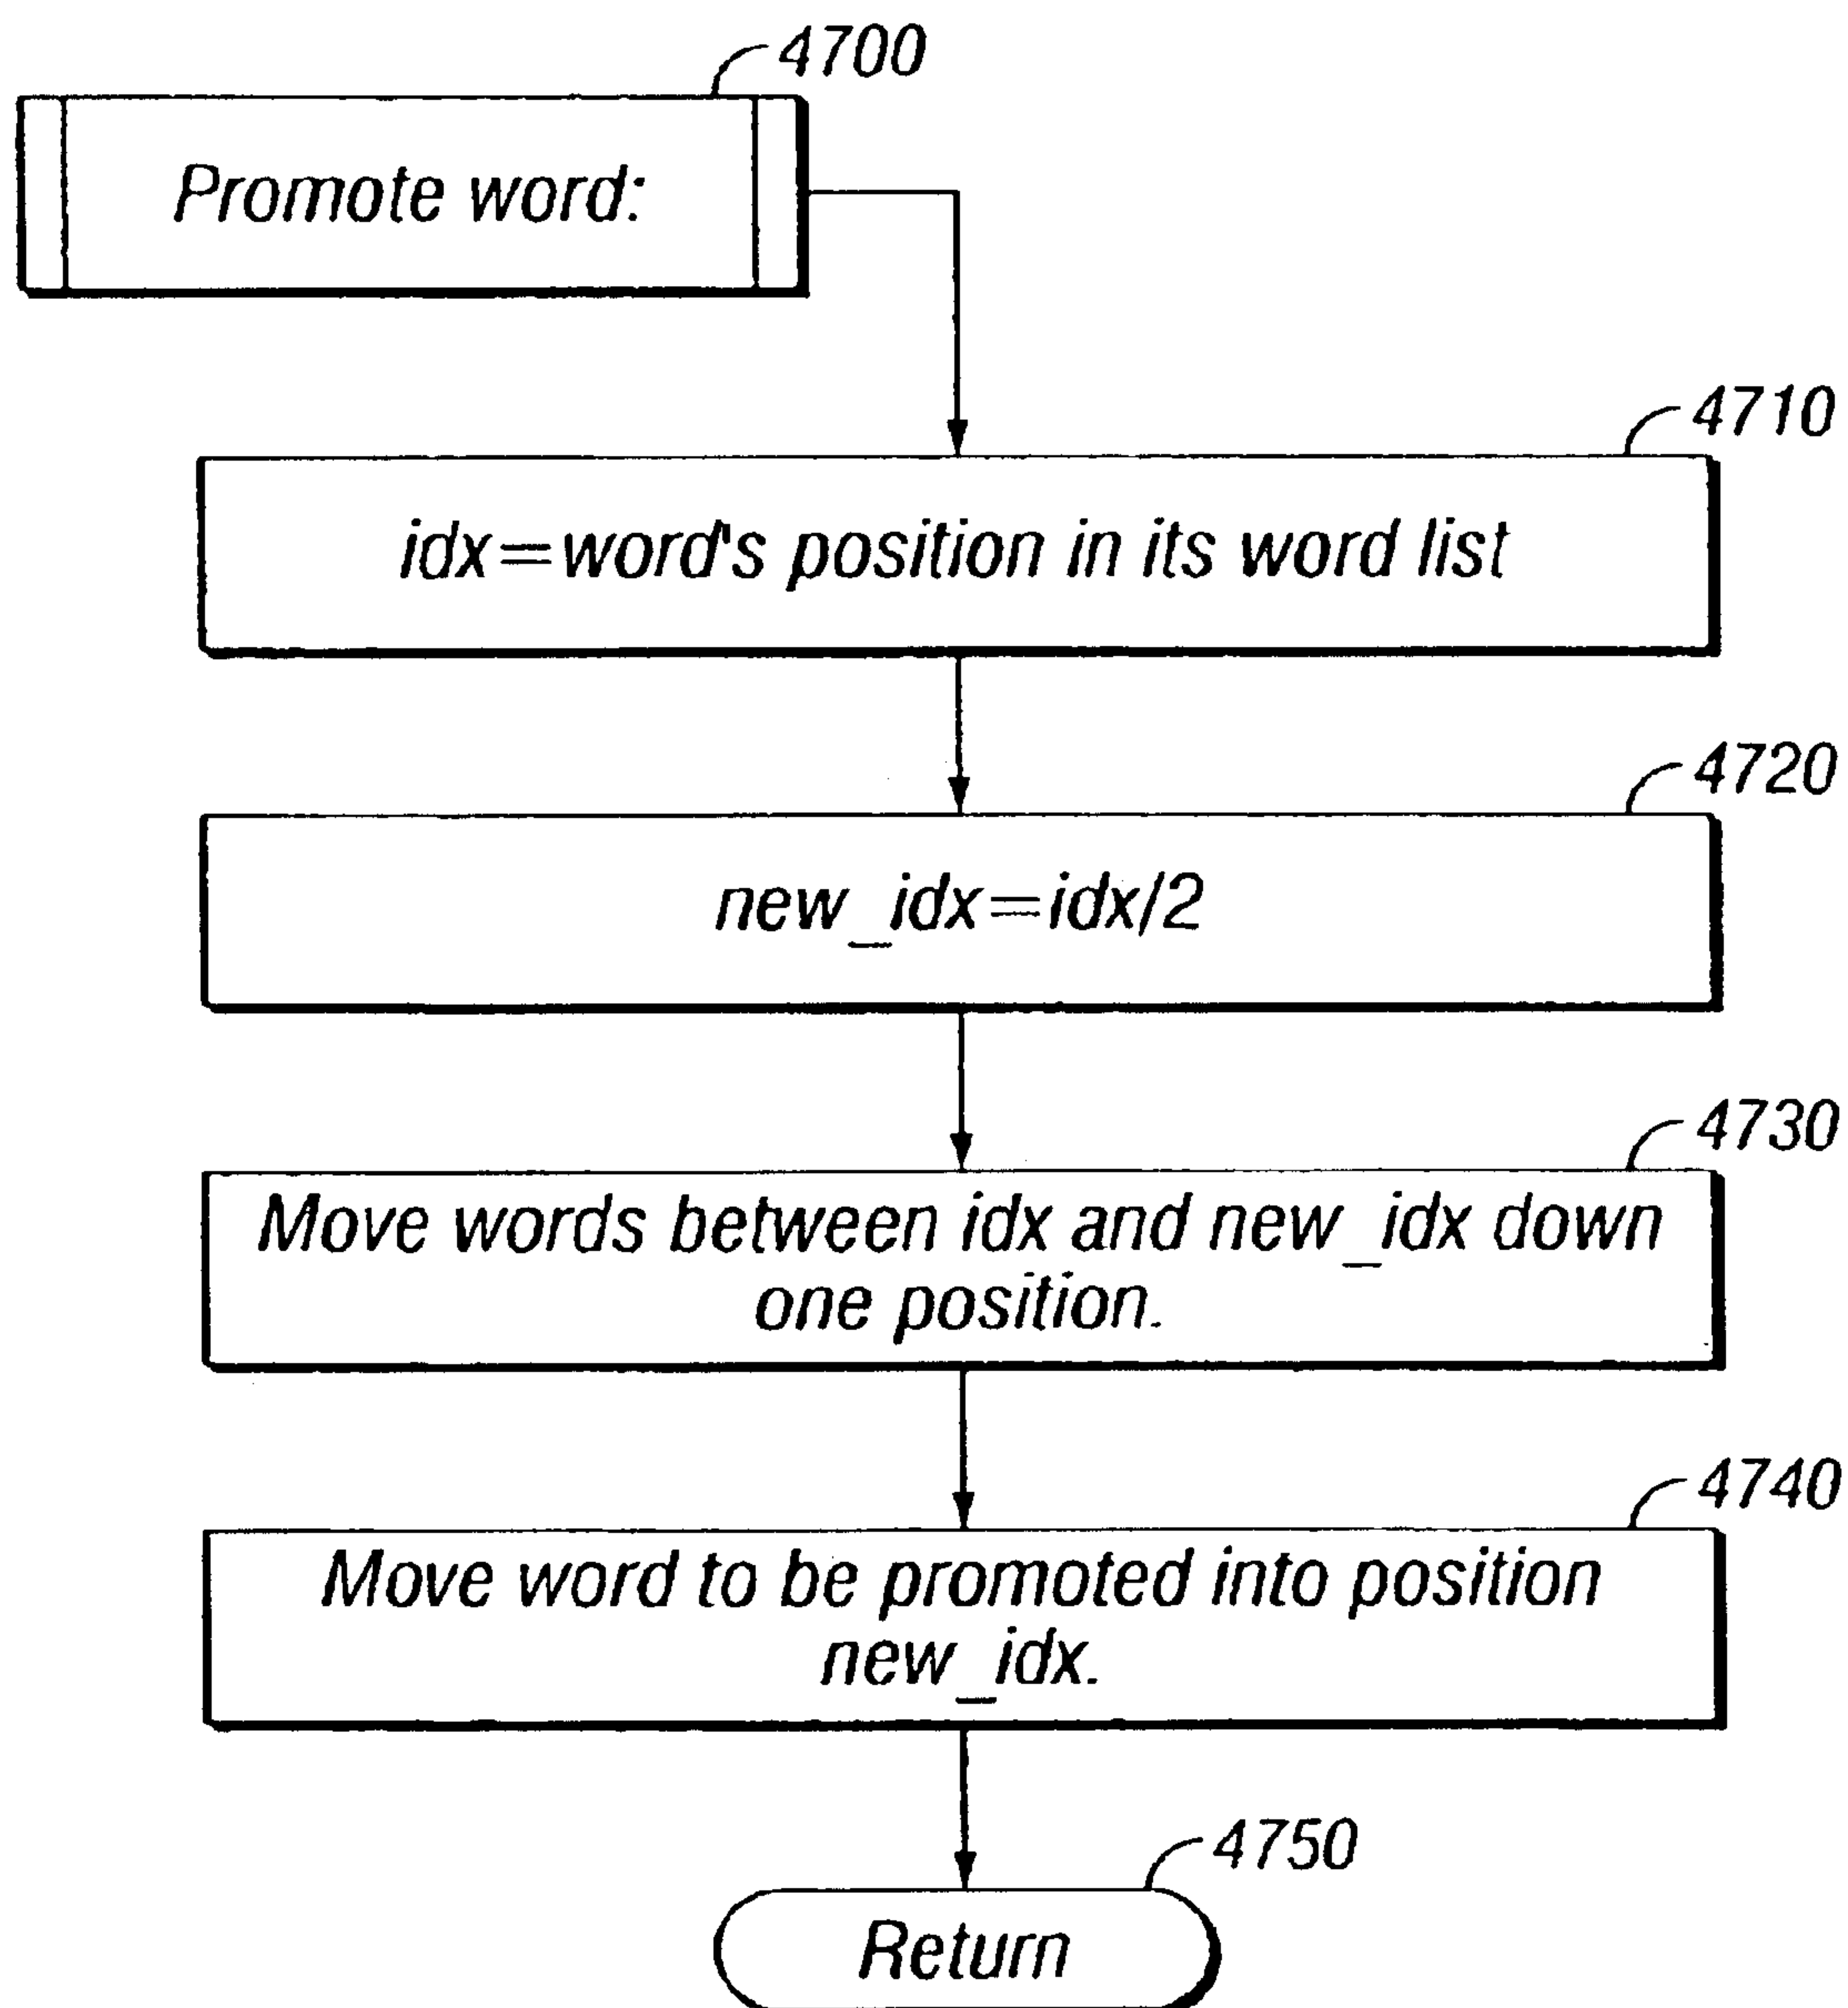 4700
Promote word:
4710
idx=word's position in its word list
4720
new_idx=idx/2
4730
Move words between idx and new_idx down
one position.
4740
Move word to be promoted into position
new_idx.
4750
Return